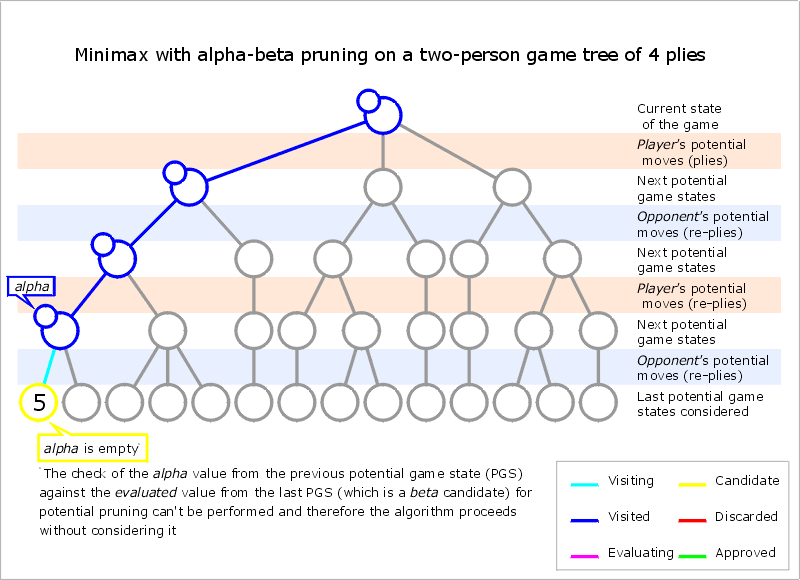 Minimax with alpha-beta pruning on a two-person game tree of 4 plies
Current state
of the game
Player's potential
moves (plies)
Next potential
game states
Opponent's potential
moves (re-plies)
Next potential
game states
alpha
Player's potential
moves (re-plies)
Next potential
game states
Opponent's potential
moves (re-plies)
5
Last potential game
states considered
alpha is empty*
*The check of the alpha value from the previous potential game state (PGS)
against the evaluated value from the last PGS (which is a beta candidate) for
potential pruning can't be performed and therefore the algorithm proceeds
without considering it
Visiting
Candidate
Visited
Discarded
Evaluating
Approved